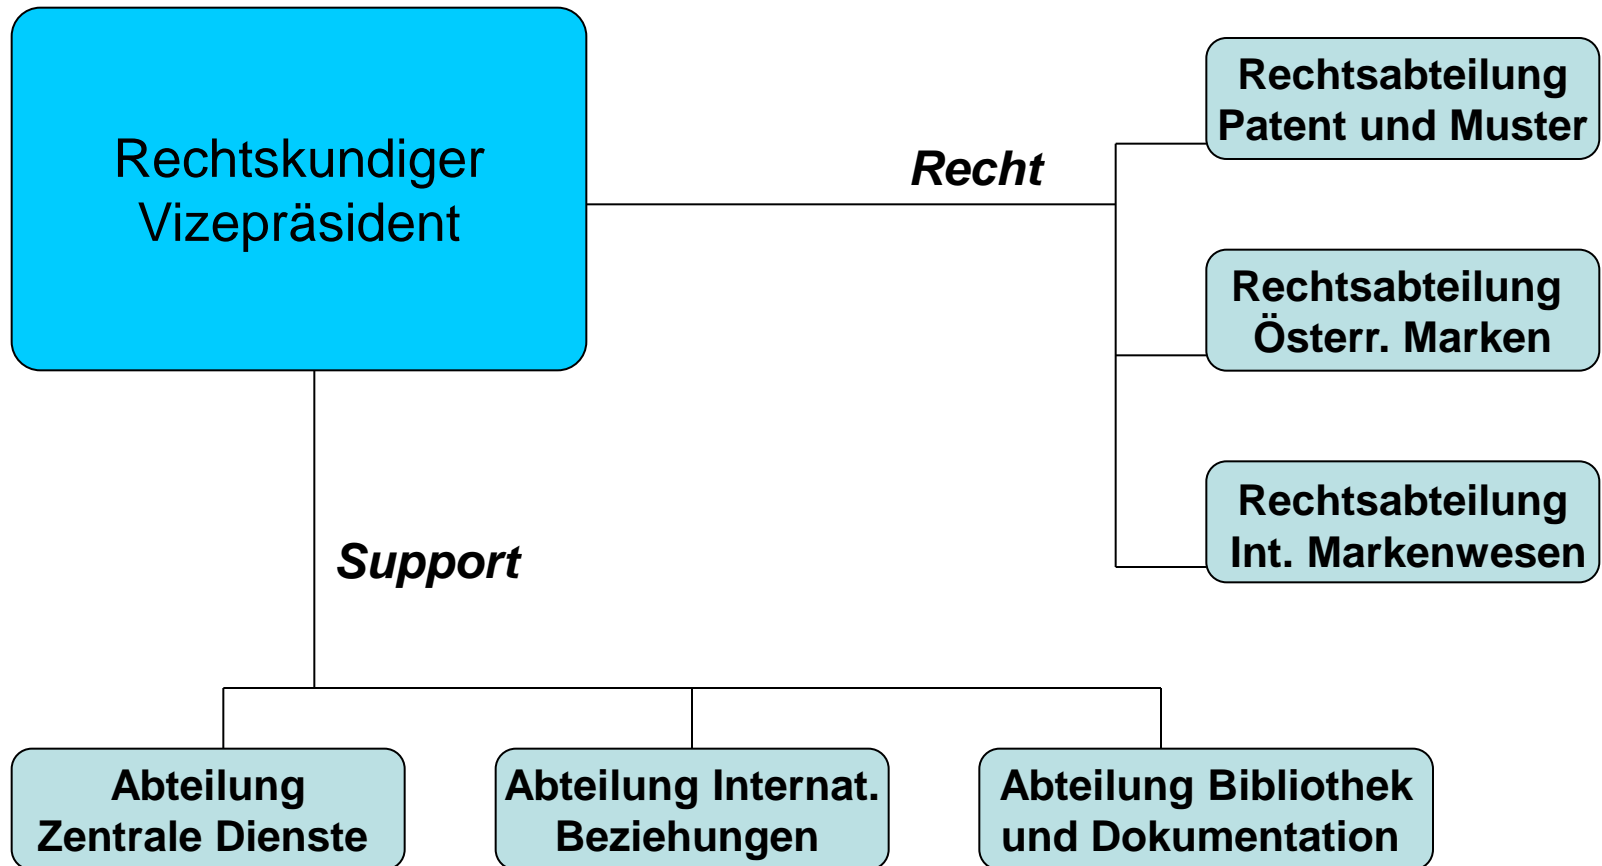 Rechtskundiger
Vizepräsident
Recht
Rechtsabteilung
Patent und Muster
Rechtsabteilung
Österr. Marken
Rechtsabteilung
Int. Markenwesen
Support
Abteilung
Zentrale Dienste
Abteilung Internat.
Beziehungen
Abteilung Bibliothek
und Dokumentation